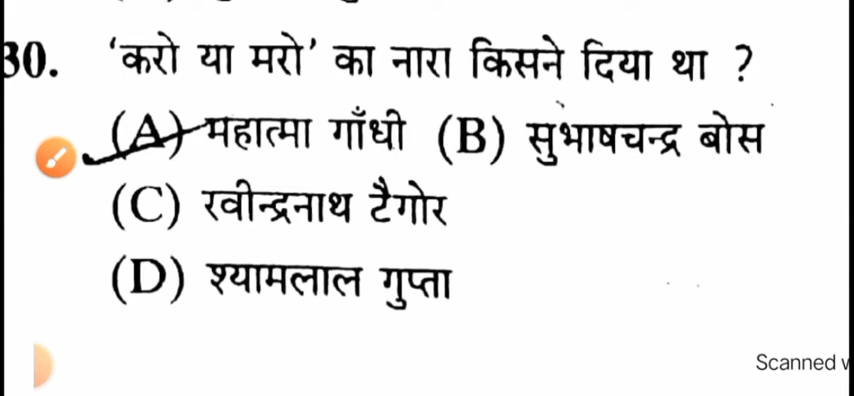 30. ‘करो या मरो’ का नारा किसने दिया था ?
(A) महात्मा गाँधी (B) सुभाषचन्द्र बोस
(C) रवीन्द्रनाथ टैगोर
(D) श्यामलाल गुप्ता
Scanned